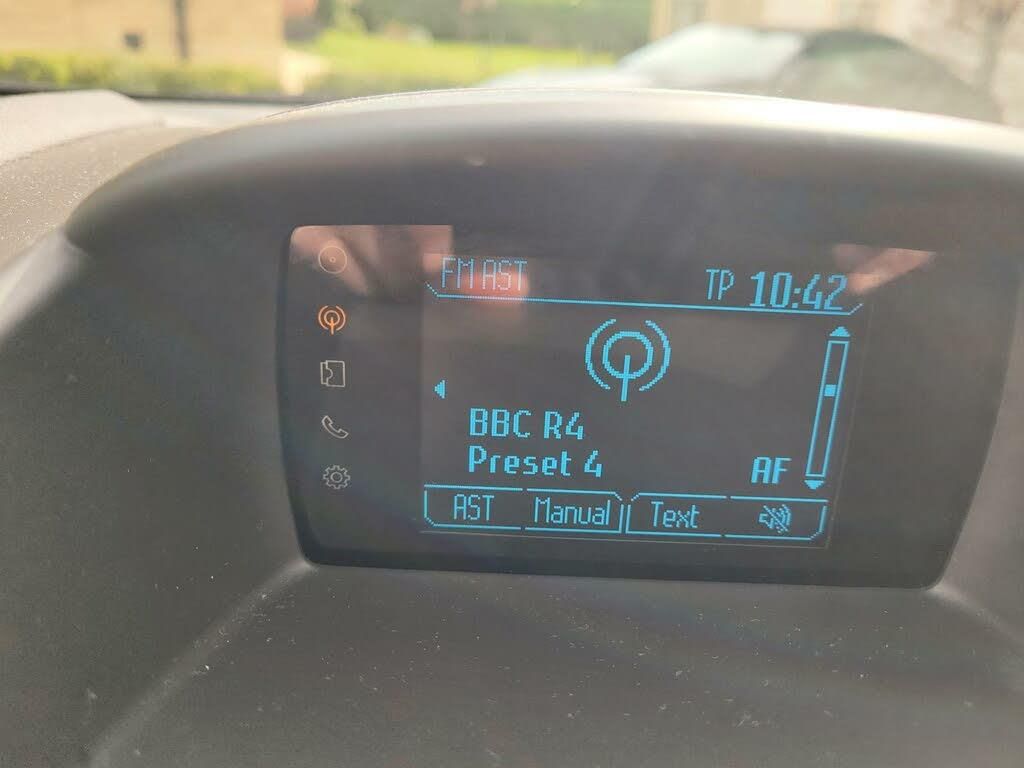 FM AST TP 10:42
BBC R4
Preset 4 AF
AST Manual Text